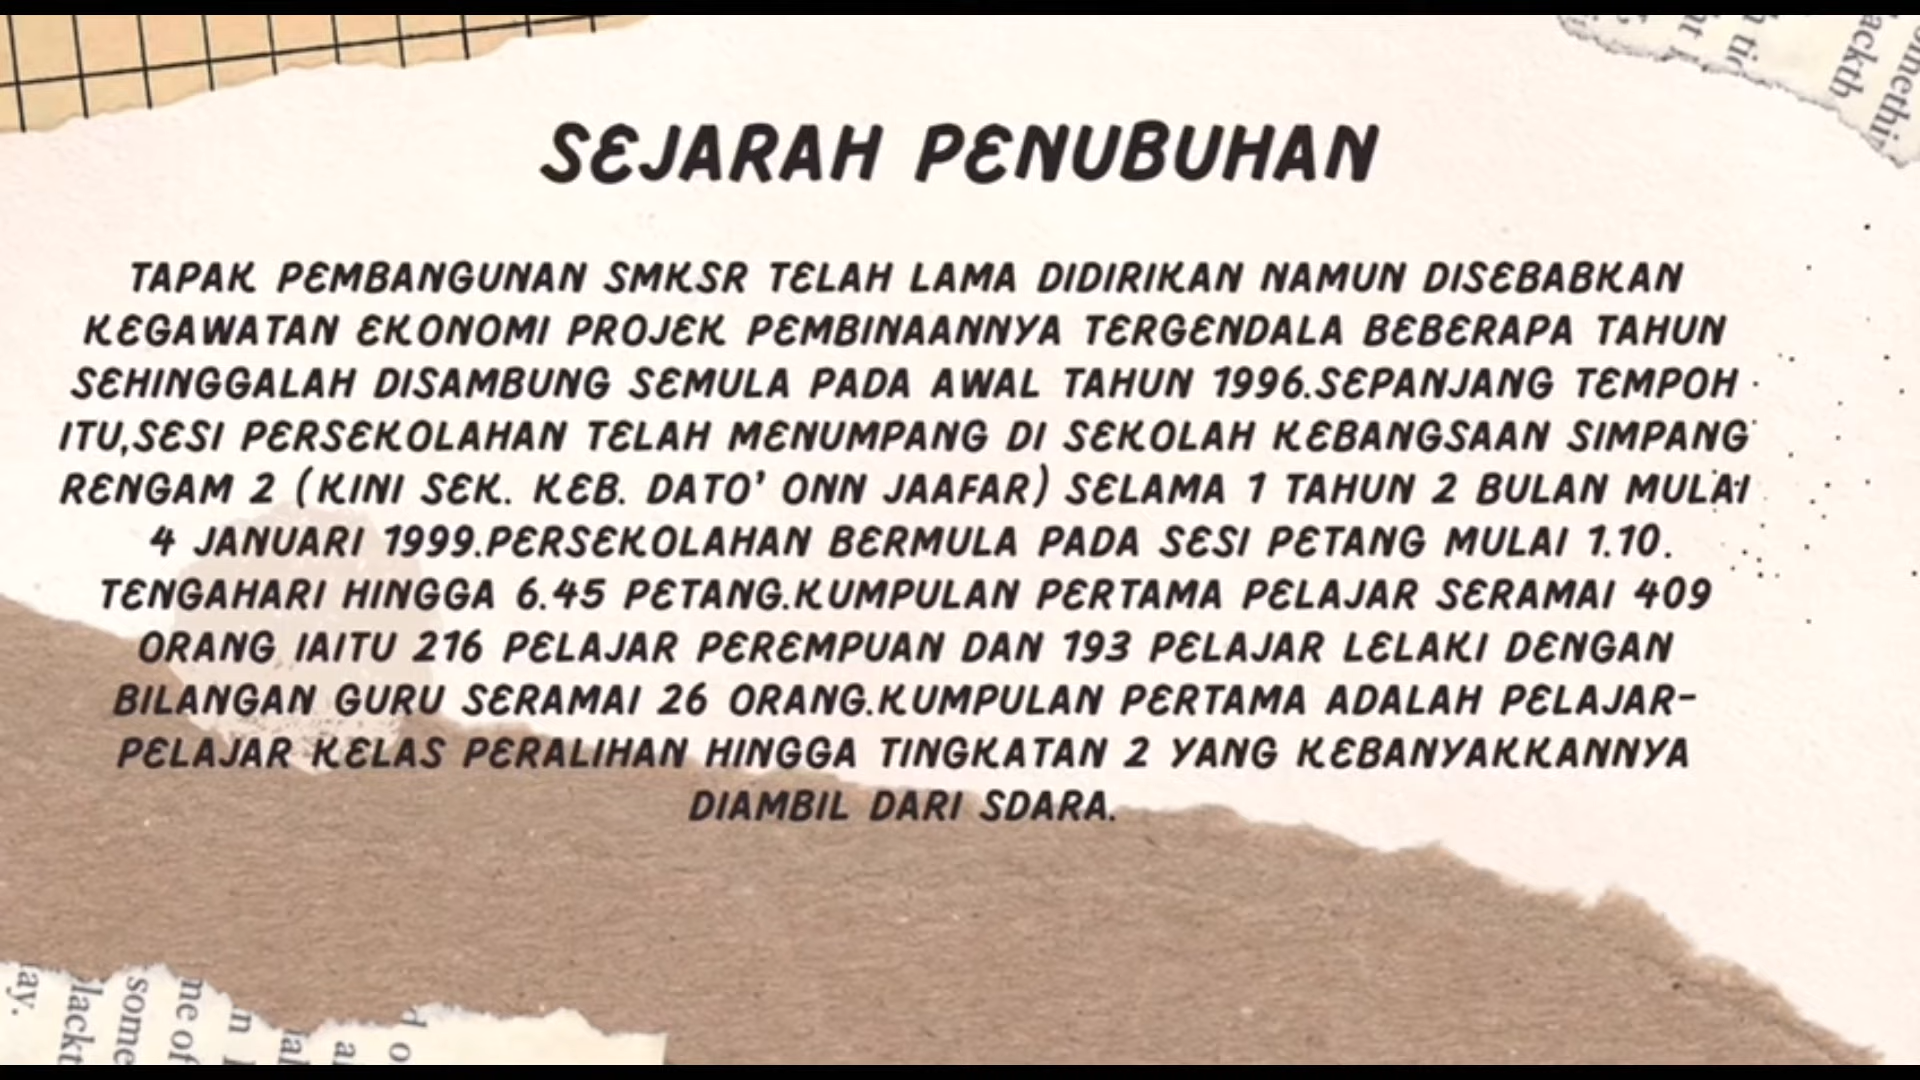 SEJARAH PENUBUHAN
TAPAK PEMBANGUNAN SMKSR TELAH LAMA DIDIRIKAN NAMUN DISEBABKAN
KEGAWATAN EKONOMI PROJEK PEMBINAANNYA TERGENDALA BEBERAPA TAHUN
SEHINGGALAH DISAMBUNG SEMULA PADA AWAL TAHUN 1996.SEPANJANG TEMPOH
ITU,SESI PERSEKOLAHAN TELAH MENUMPANG DI SEKOLAH KEBANGSAAN SIMPANG
RENGAM 2 (KINI SEK. KEB. DATO' ONN JAAFAR) SELAMA 1 TAHUN 2 BULAN MULAI
4 JANUARI 1999.PERSEKOLAHAN BERMULA PADA SESI PETANG MULAI 1.10.
TENGAHARI HINGGA 6.45 PETANG.KUMPULAN PERTAMA PELAJAR SERAMAI 409
ORANG IAITU 216 PELAJAR PEREMPUAN DAN 193 PELAJAR LELAKI DENGAN
BILANGAN GURU SERAMAI 26 ORANG.KUMPULAN PERTAMA ADALAH PELAJAR-
PELAJAR KELAS PERALIHAN HINGGA TINGKATAN 2 YANG KEBANYAKKANNYA
DIAMBIL DARI SDARA.
ay.
lackt
some
me of